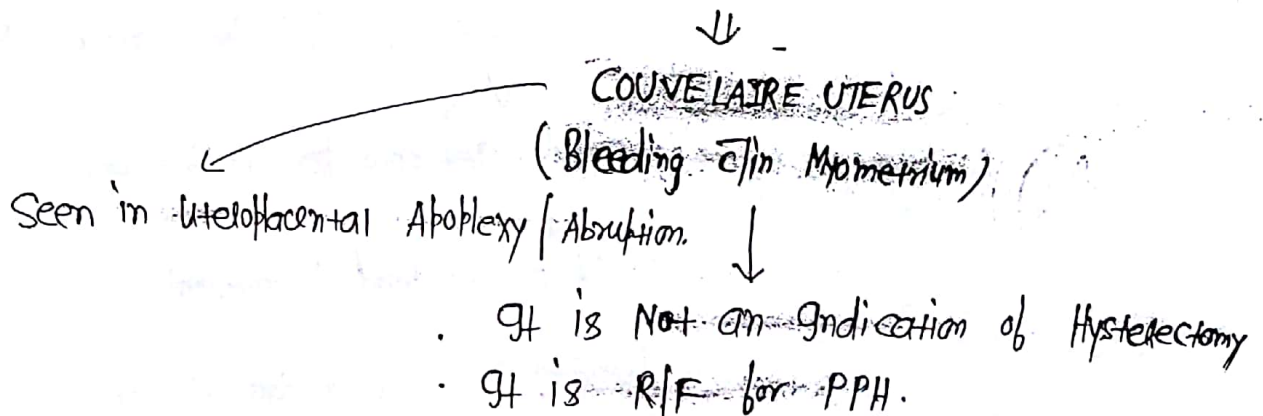 COUVELAIRE UTERUS
(Bleeding c̄/in Myometrium)
Seen in Uteroplacental Apoplexy / Abruption.
. It is Not an Indication of Hysterectomy
. It is R/F for PPH.